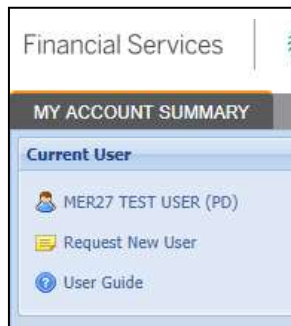 Financial Services
MY ACCOUNT SUMMARY
Current User
MER27 TEST USER (PD)
Request New User
User Guide